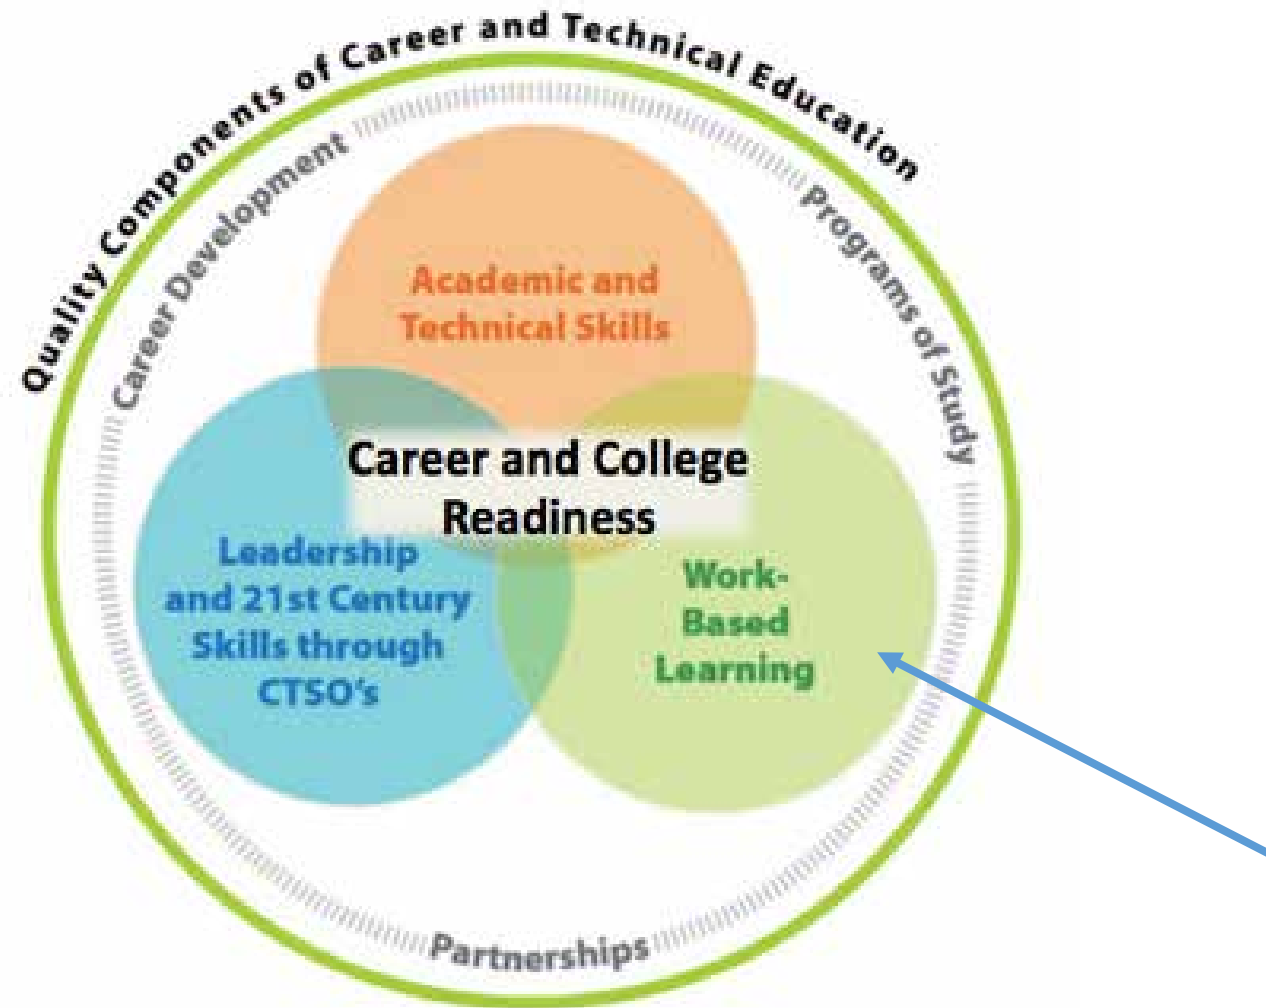 Quality Components of Career and Technical Education
Career Development
Programs of Study
Academic and
Technical Skills
Career and College
Readiness
Leadership
and 21st Century
Skills through
CTSO's
Work-
Based
Learning
Partnerships